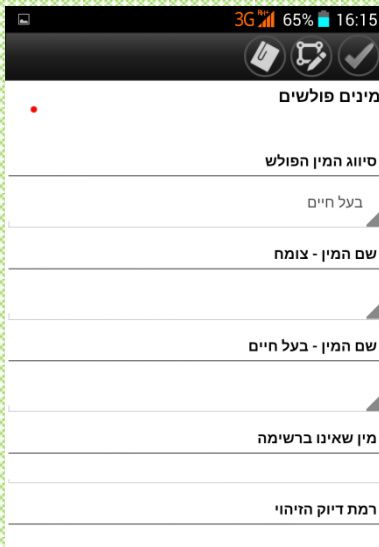 3G 65% 16:15
מינים פולשים
סיווג המין הפולש
בעל חיים
שם המין - צומח
שם המין - בעל חיים
מין שאינו ברשימה
רמת דיוק הזיהוי